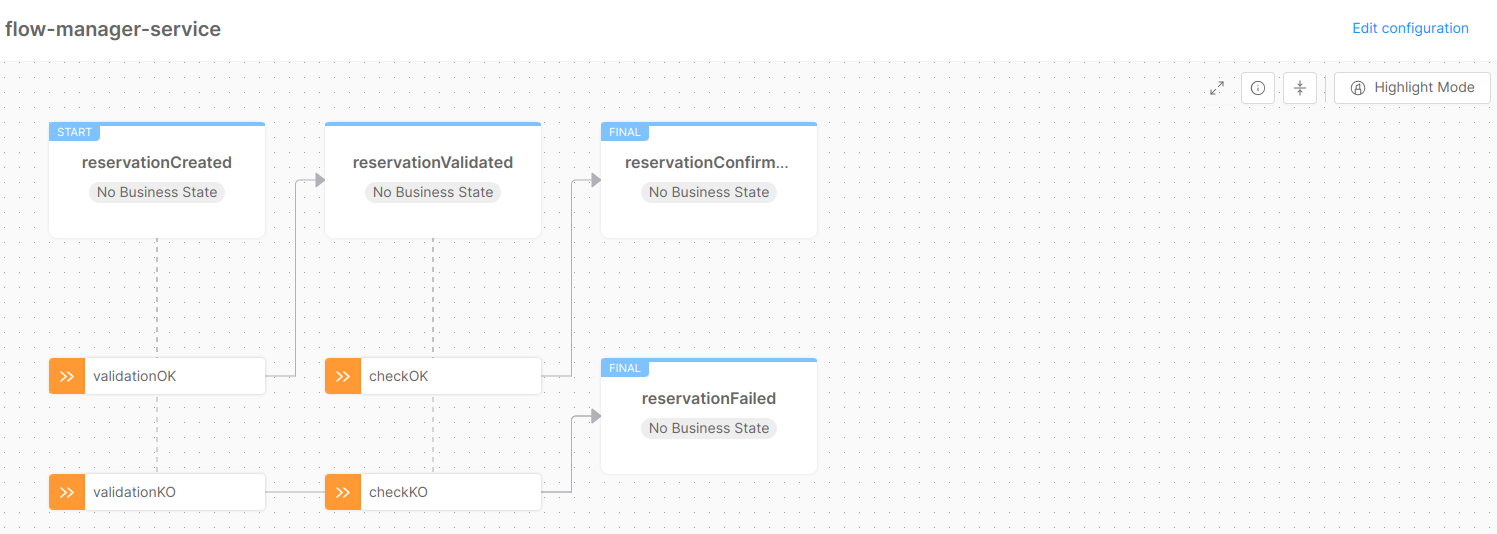 flow-manager-service
Edit configuration
Highlight Mode
START
reservationCreated
No Business State
reservationValidated
No Business State
FINAL
reservationConfirm...
No Business State
validationOK
checkOK
FINAL
reservationFailed
No Business State
validationKO
checkKO